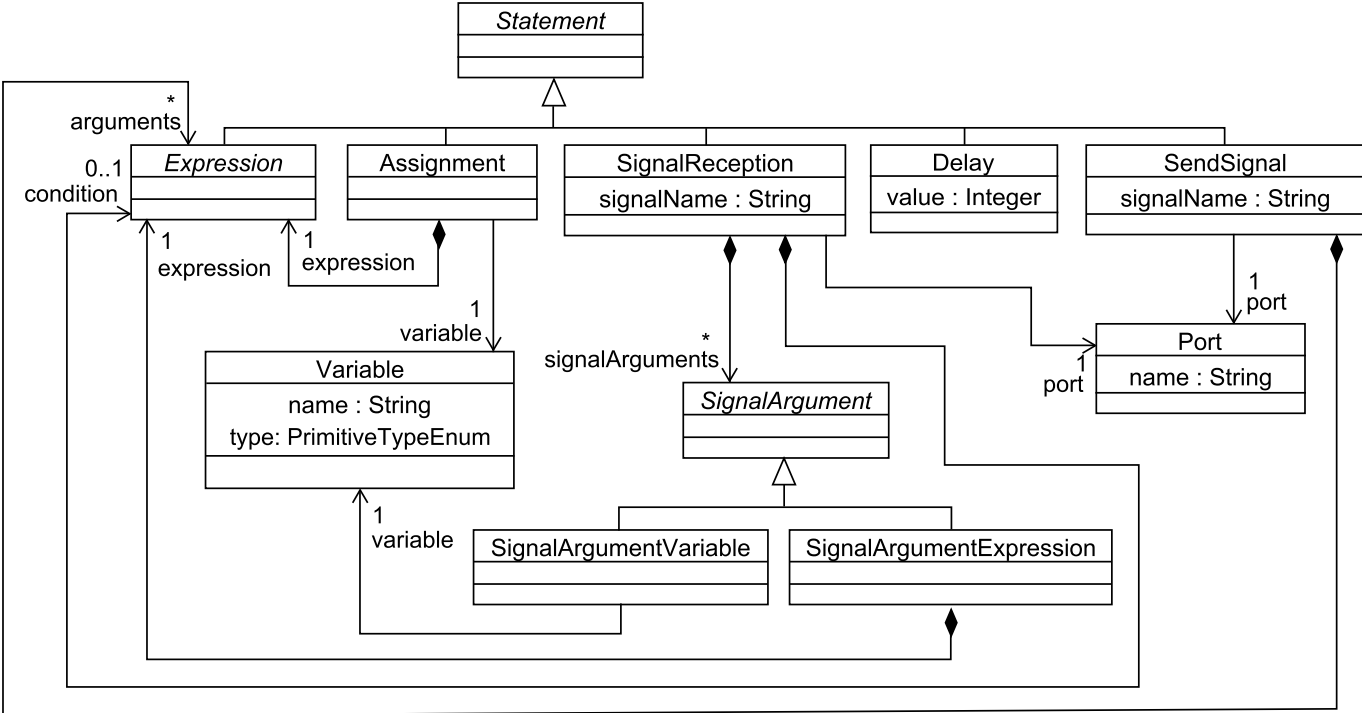 Statement
*
arguments
0..1
condition
Expression
Assignment
SignalReception
signalName : String
Delay
value : Integer
SendSignal
signalName : String
1
expression
1
expression
1
variable
*
signalArguments
1
port
1
port
Port
name : String
Variable
name : String
type: PrimitiveTypeEnum
SignalArgument
1
variable
SignalArgumentVariable
SignalArgumentExpression